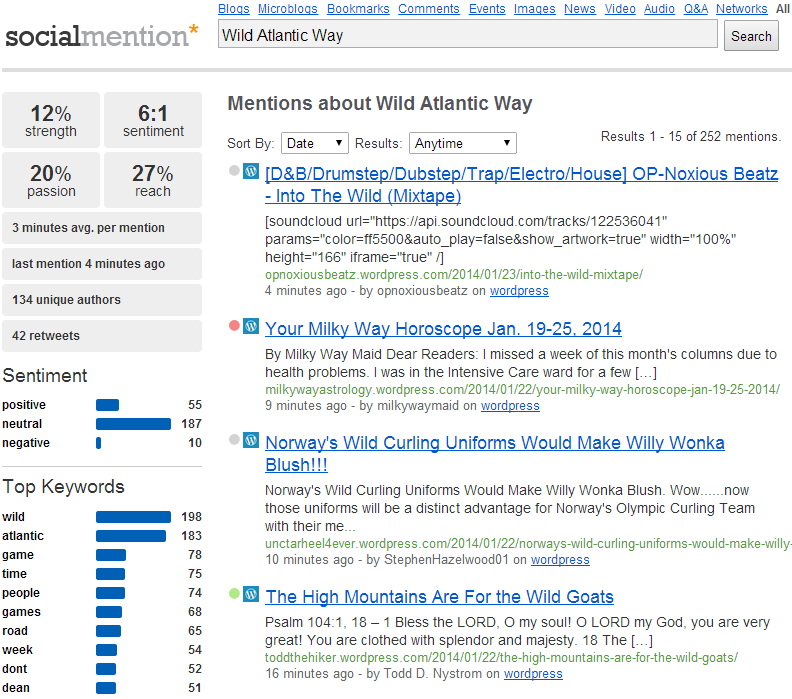 Blogs Microblogs Bookmarks Comments Events Images News Video Audio Q&A Networks All
socialmention*
Wild Atlantic Way
Search
12%
strength
6:1
sentiment
20%
passion
27%
reach
3 minutes avg. per mention
last mention 4 minutes ago
134 unique authors
42 retweets
Sentiment
positive 55
neutral 187
negative 10
Top Keywords
wild 198
atlantic 183
game 78
time 75
people 74
games 68
road 65
week 54
dont 52
dean 51
Mentions about Wild Atlantic Way
Sort By: Date Results: Anytime
Results 1 - 15 of 252 mentions.
[D&B/Drumstep/Dubstep/Trap/Electro/House] OP-Noxious Beatz
- Into The Wild (Mixtape)
[soundcloud url="https://api.soundcloud.com/tracks/122536041"
params="color=ff5500&auto_play=false&show_artwork=true" width="100%"
height="166" iframe="true" /]
opnoxiousbeatz.wordpress.com/2014/01/23/into-the-wild-mixtape/
4 minutes ago - by opnoxiousbeatz on wordpress
Your Milky Way Horoscope Jan. 19-25, 2014
By Milky Way Maid Dear Readers: I missed a week of this month's columns due to
health problems. I was in the Intensive Care ward for a few […]
milkywayastrology.wordpress.com/2014/01/22/your-milky-way-horoscope-jan-19-25-2014/
9 minutes ago - by milkywaymaid on wordpress
Norway's Wild Curling Uniforms Would Make Willy Wonka
Blush!!!
Norway's Wild Curling Uniforms Would Make Willy Wonka Blush. Wow......now
those uniforms will be a distinct advantage for Norway's Olympic Curling Team
with their me...
unctarheel4ever.wordpress.com/2014/01/22/norways-wild-curling-uniforms-would-make-willy-
10 minutes ago - by StephenHazelwood01 on wordpress
The High Mountains Are For the Wild Goats
Psalm 104:1, 18 – 1 Bless the LORD, O my soul! O LORD my God, you are very
great! You are clothed with splendor and majesty. 18 The […]
toddthehiker.wordpress.com/2014/01/22/the-high-mountains-are-for-the-wild-goats/
16 minutes ago - by Todd D. Nystrom on wordpress